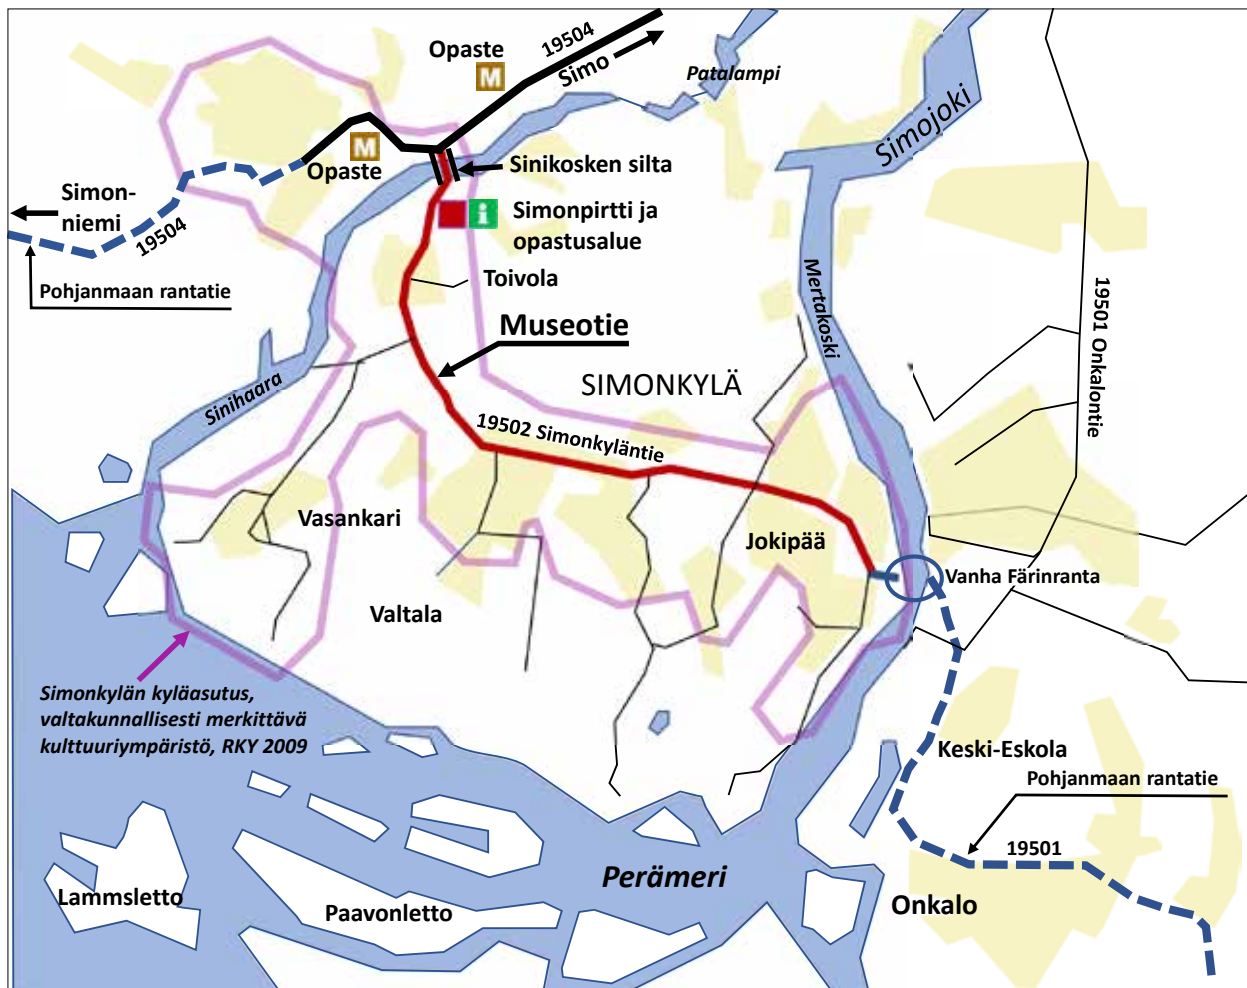 Opaste
M
19504
Simo
Patalampi
Simojoki
M
Opaste
Sinikosken silta
Simon-
niemi
19504
i
Simonpirtti ja
opastusalue
Pohjanmaan rantatie
Toivola
Mertakoski
19501 Onkalontie
Museotie
Sinihaara
SIMONKYLÄ
19502 Simonkyläntie
Vasankari
Jokipää
Vanha Färinranta
Valtala
Simonkylän kyläasutus,
valtakunnallisesti merkittävä
kulttuuriympäristö, RKY 2009
Keski-Eskola
Pohjanmaan rantatie
19501
Perämeri
Lammsletto
Paavonletto
Onkalo